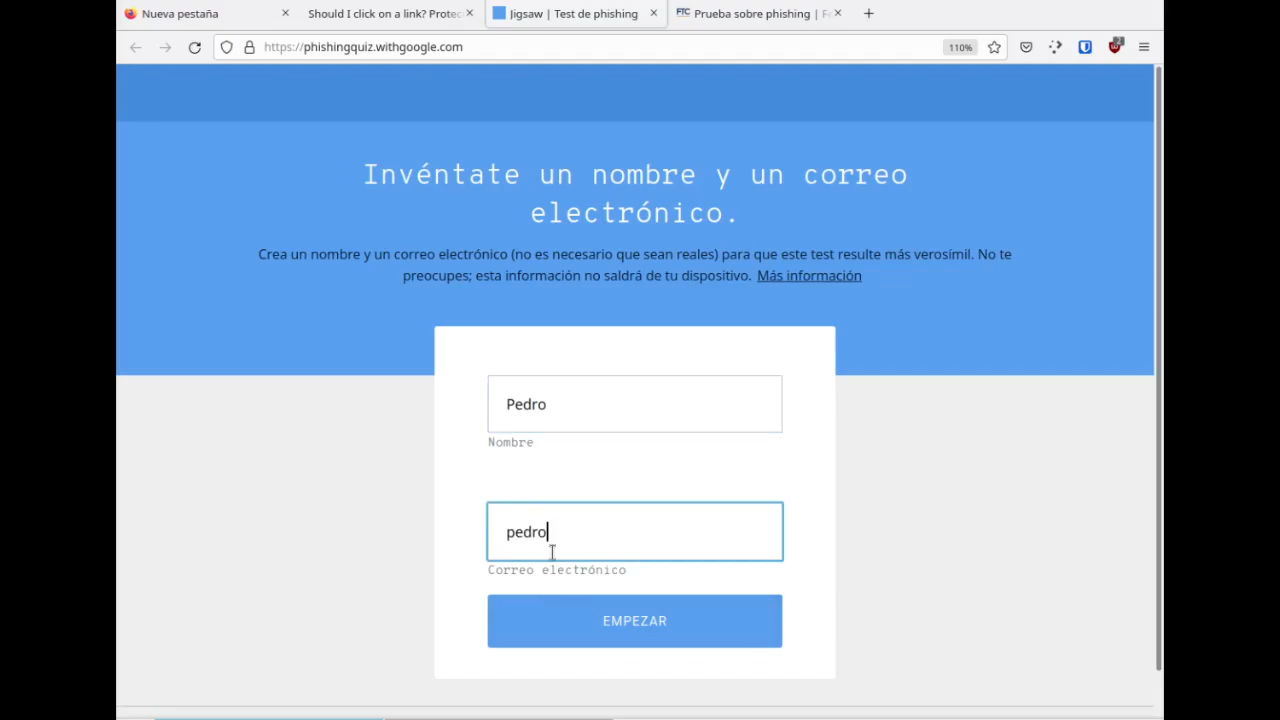 Nueva pestaña
Should I click on a link? Protec
Jigsaw | Test de phishing
FTC Prueba sobre phishing | Fe
https://phishingquiz.withgoogle.com
110%
2
Invéntate un nombre y un correo
electrónico.
Crea un nombre y un correo electrónico (no es necesario que sean reales) para que este test resulte más verosímil. No te
preocupes; esta información no saldrá de tu dispositivo. Más información
Pedro
Nombre
pedro
Correo electrónico
EMPEZAR